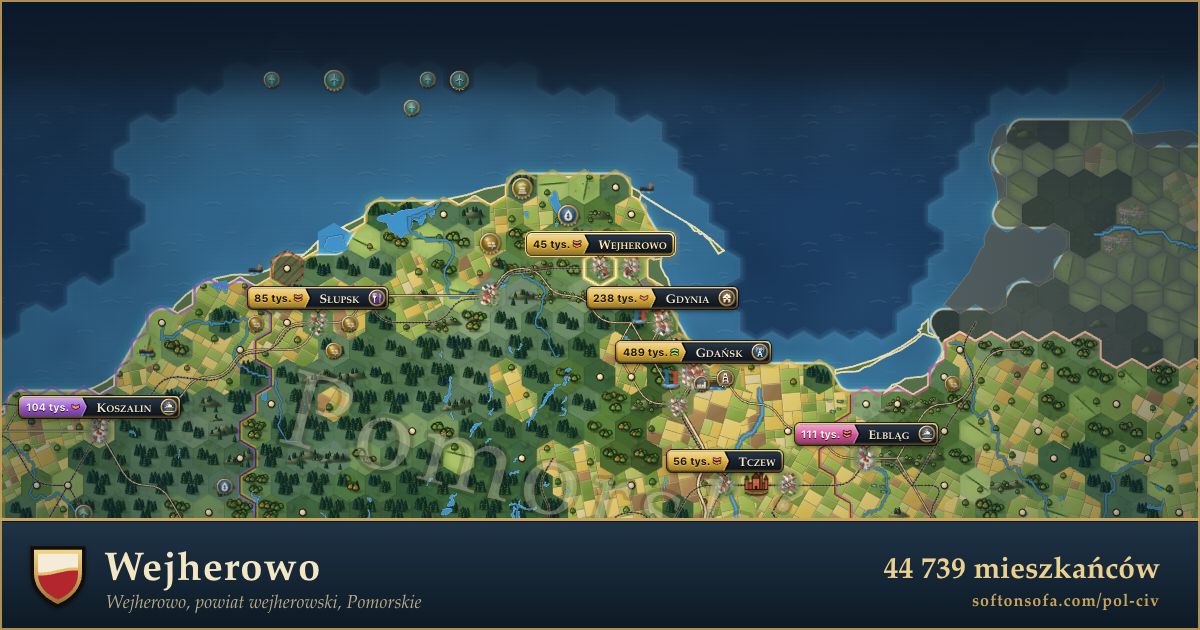 45 tys. WEJHEROWO
85 tys. SŁUPSK
238 tys. GDYNIA
489 tys. GDAŃSK
104 tys. KOSZALIN
111 tys. ELBLĄG
56 tys. TCZEW
Wejherowo
Wejherowo, powiat wejherowski, Pomorskie
44 739 mieszkańców
softonsofa.com/pol-civ